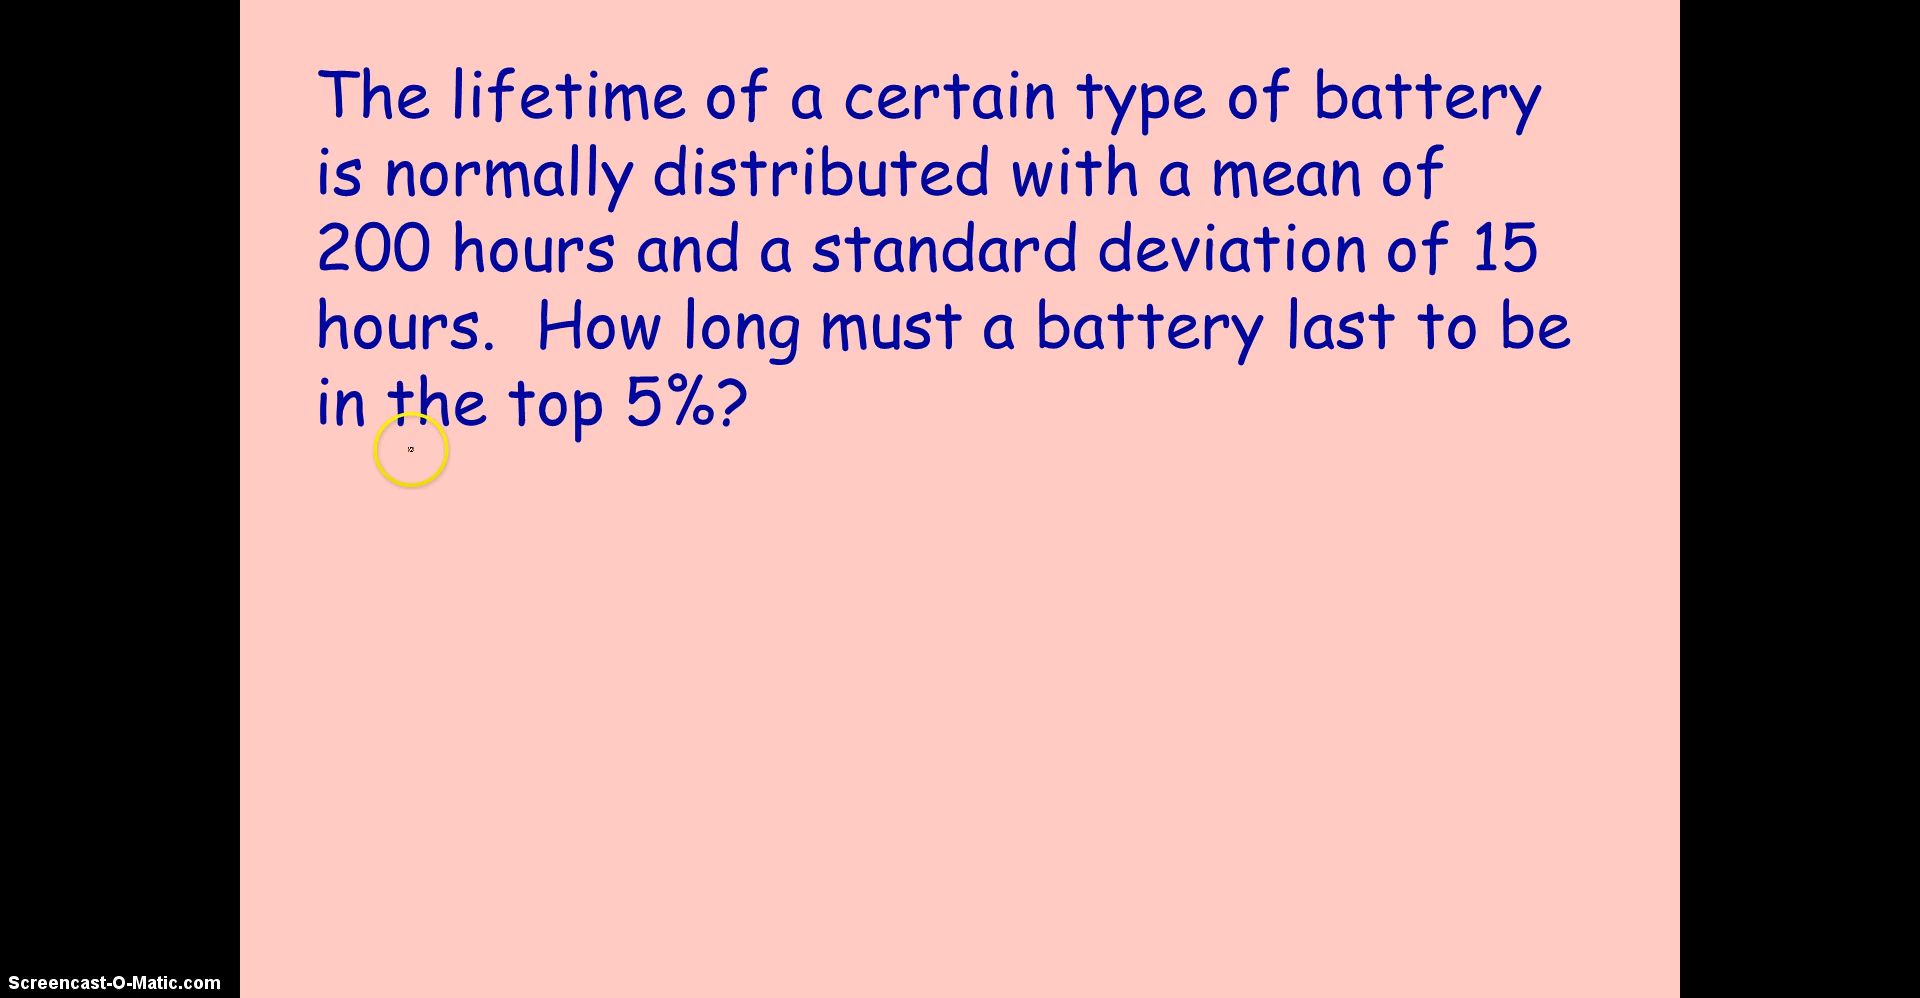 The lifetime of a certain type of battery
is normally distributed with a mean of
200 hours and a standard deviation of 15
hours.  How long must a battery last to be
in the top 5%?
Screencast-O-Matic.com